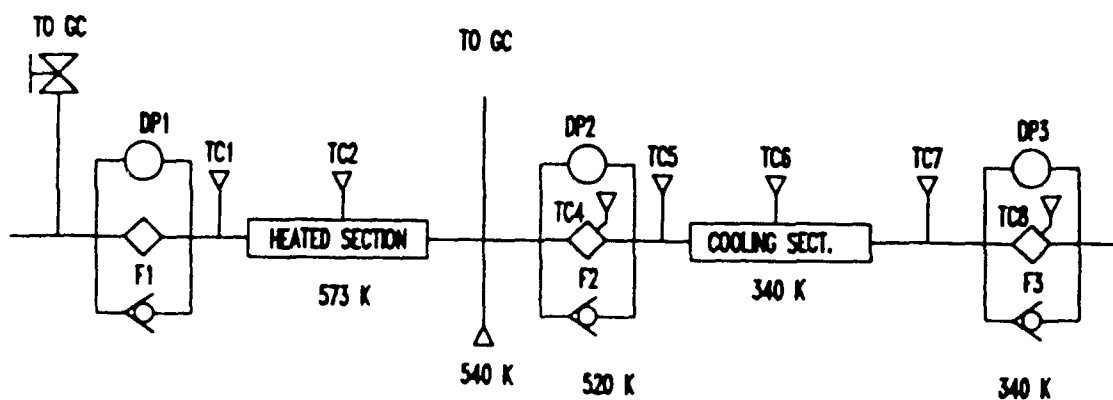 TO GC
TO GC
DP1
DP2
DP3
TC1
TC2
TC5
TC6
TC7
TC4
TC8
HEATED SECTION
COOLING SECT.
F1
F2
F3
573 K
340 K
540 K
520 K
340 K